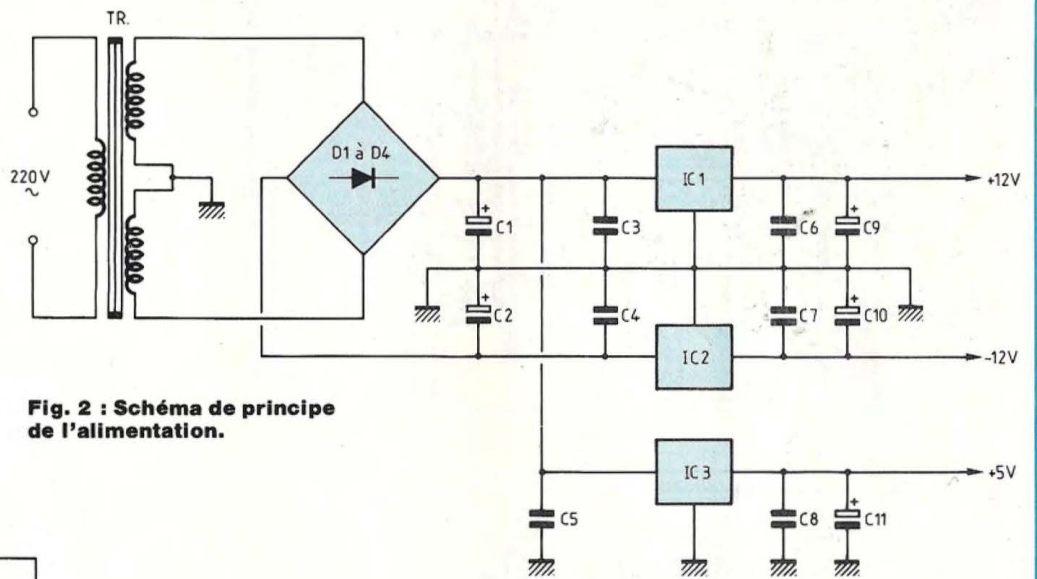 TR.
220V
~
D1 à D4
+
C1
+
C2
C3
C4
IC 1
IC 2
C6
C7
+
C9
+
C10
+12V
-12V
IC 3
C5
C8
+
C11
+5V
Fig. 2 : Schéma de principe
de l'alimentation.